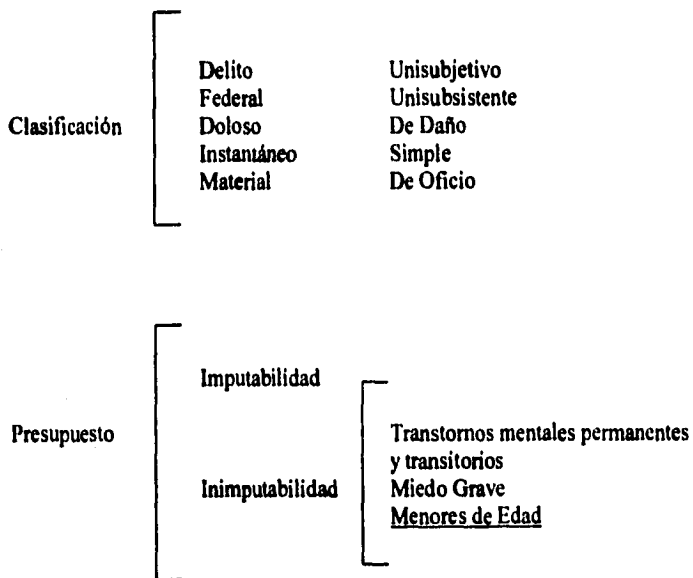 Clasificación
Delito Unisubjetivo
Federal Unisubsistente
Doloso De Daño
Instantáneo Simple
Material De Oficio
Presupuesto
Imputabilidad
Inimputabilidad
Transtornos mentales permanentes
y transitorios
Miedo Grave
Menores de Edad